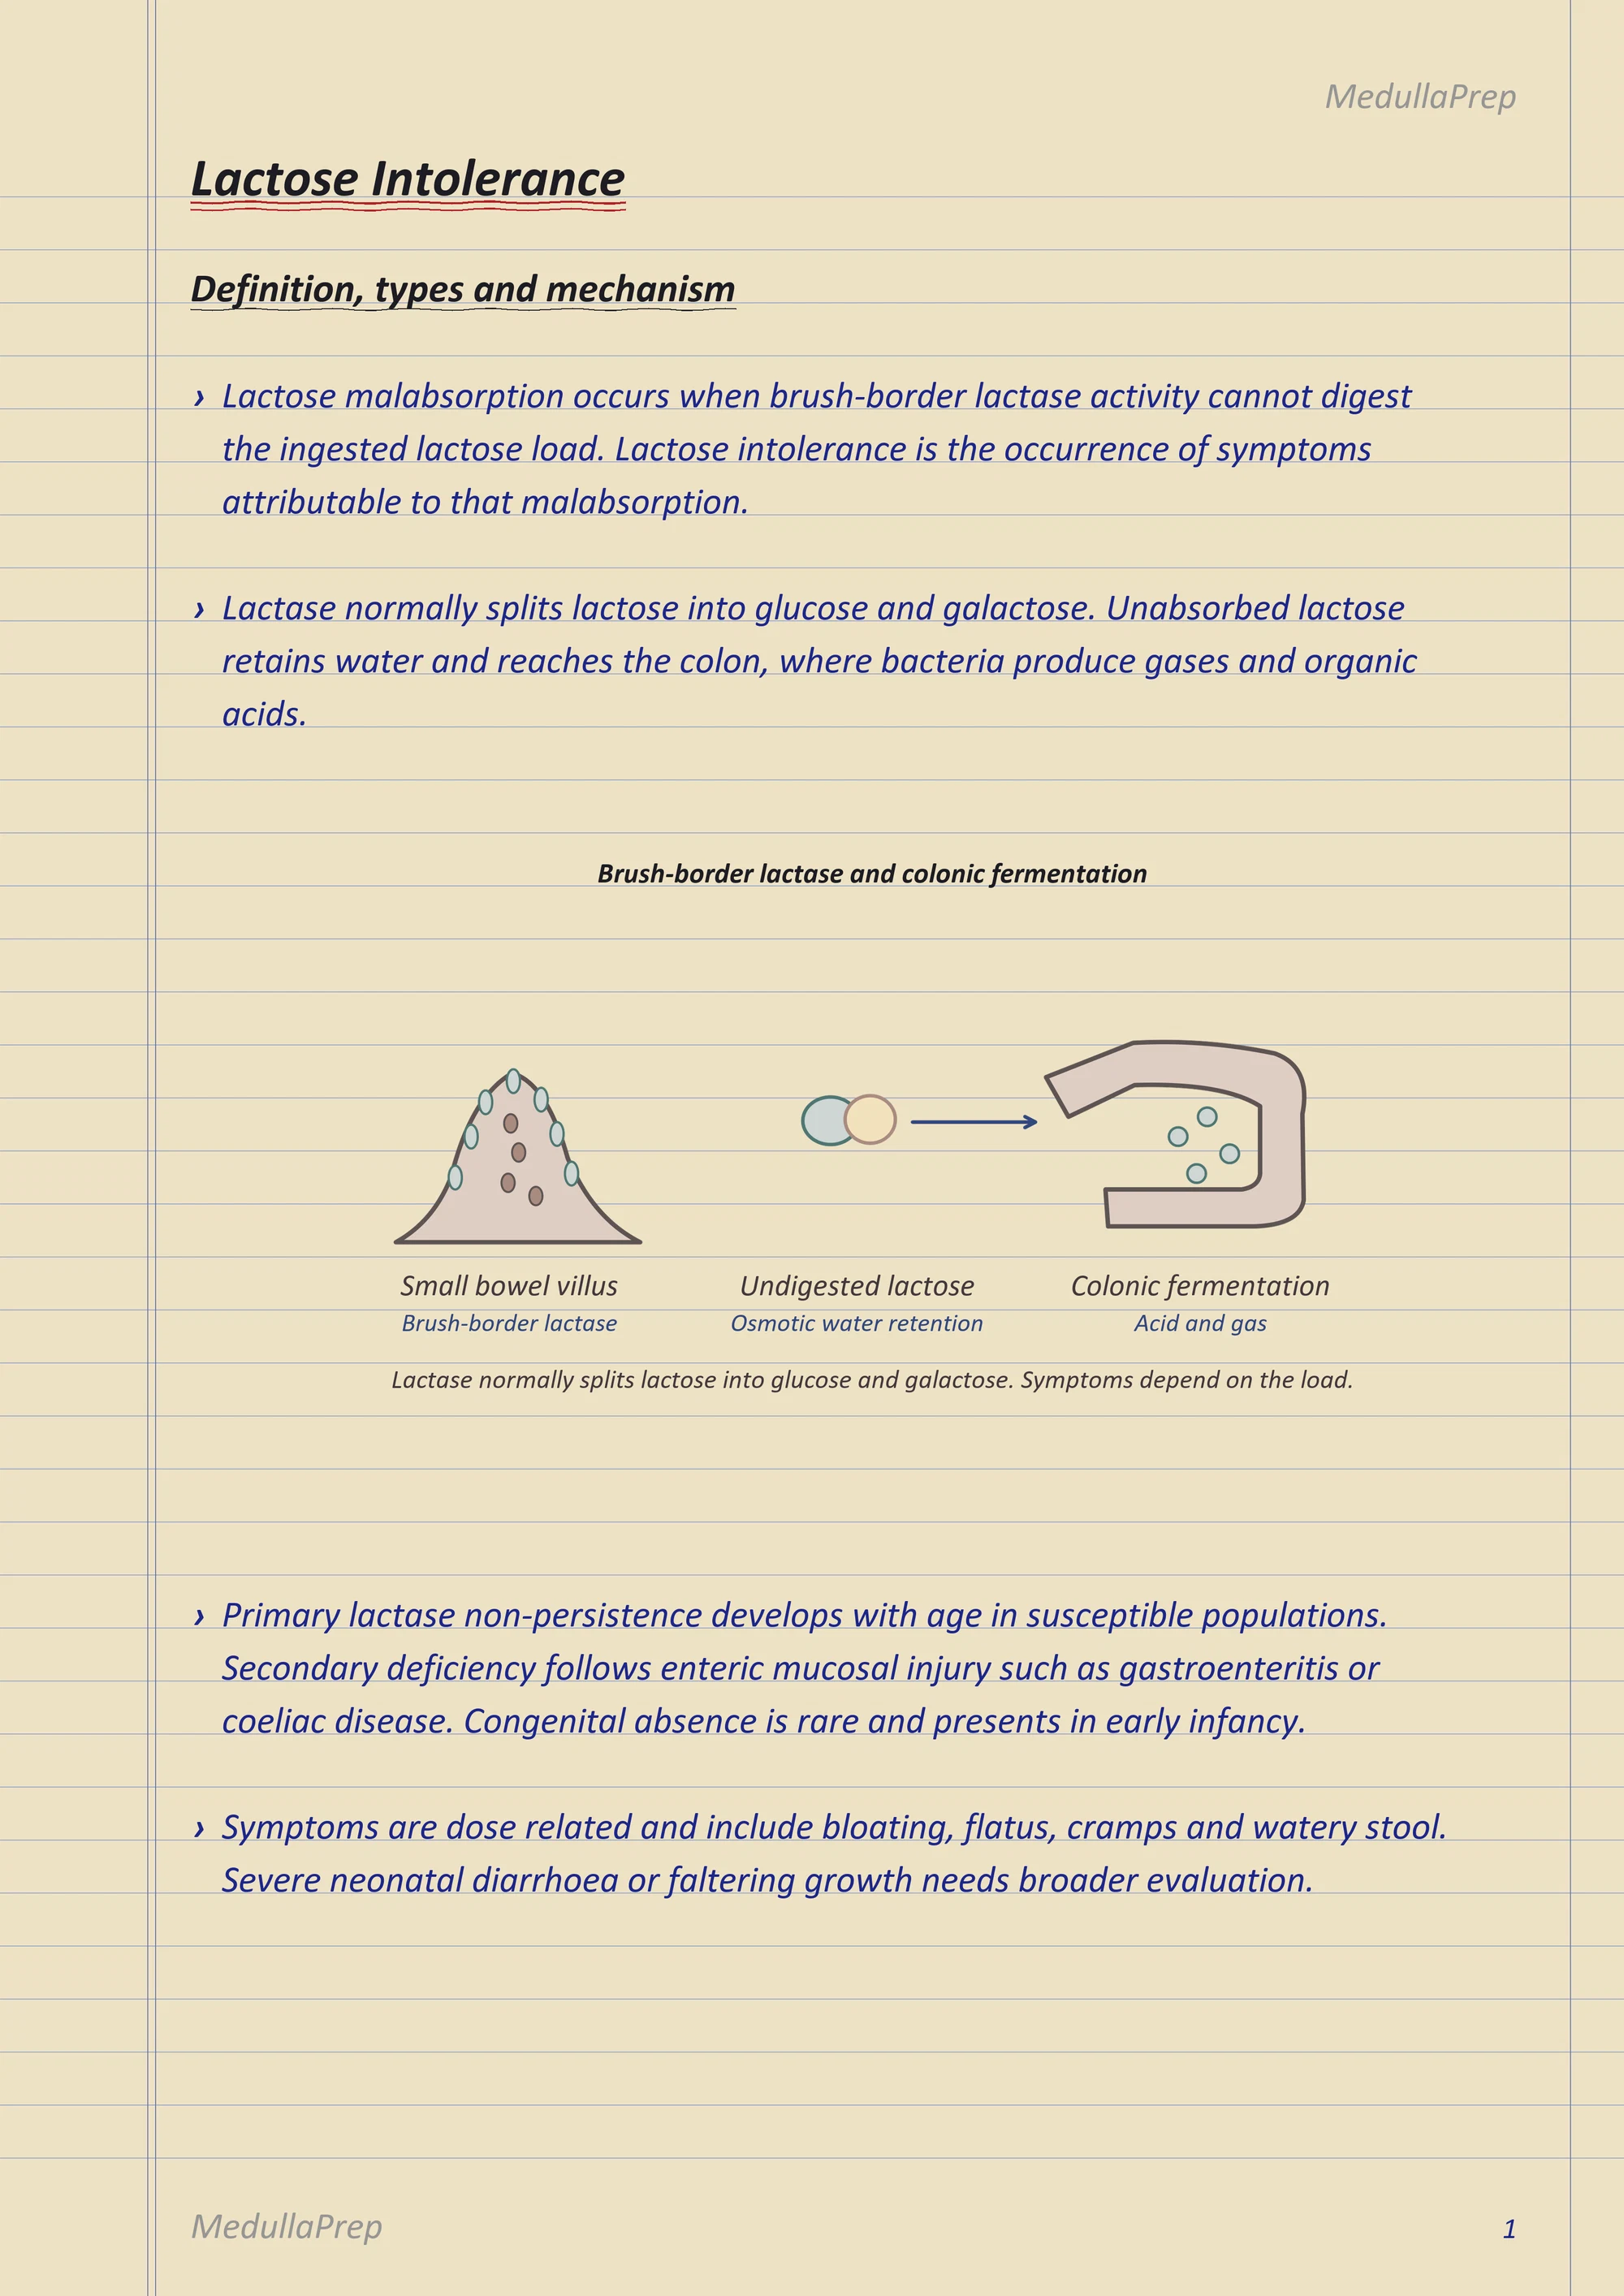 MedullaPrep
Lactose Intolerance
Definition, types and mechanism
› Lactose malabsorption occurs when brush-border lactase activity cannot digest
the ingested lactose load. Lactose intolerance is the occurrence of symptoms
attributable to that malabsorption.
› Lactase normally splits lactose into glucose and galactose. Unabsorbed lactose
retains water and reaches the colon, where bacteria produce gases and organic
acids.
Brush-border lactase and colonic fermentation
Small bowel villus
Brush-border lactase
Undigested lactose
Osmotic water retention
Colonic fermentation
Acid and gas
Lactase normally splits lactose into glucose and galactose. Symptoms depend on the load.
› Primary lactase non-persistence develops with age in susceptible populations.
Secondary deficiency follows enteric mucosal injury such as gastroenteritis or
coeliac disease. Congenital absence is rare and presents in early infancy.
› Symptoms are dose related and include bloating, flatus, cramps and watery stool.
Severe neonatal diarrhoea or faltering growth needs broader evaluation.
MedullaPrep
1